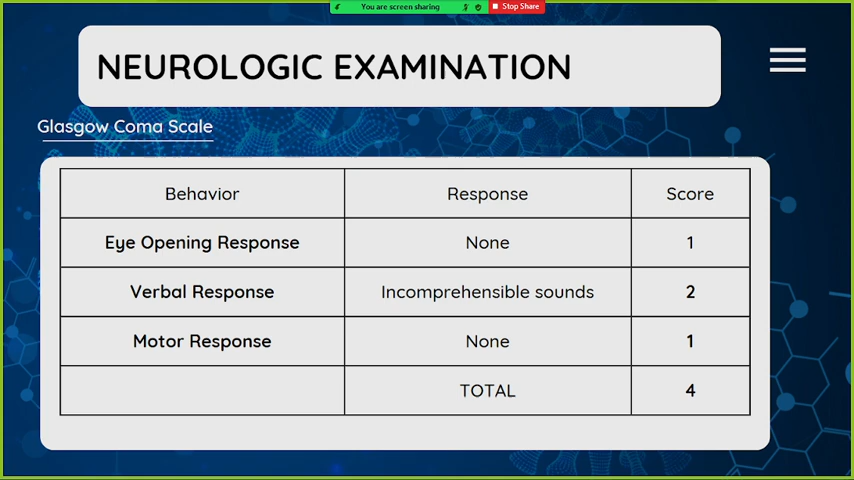 You are screen sharing Stop Share
NEUROLOGIC EXAMINATION
Glasgow Coma Scale
Behavior Response Score
Eye Opening Response None 1
Verbal Response Incomprehensible sounds 2
Motor Response None 1
TOTAL 4